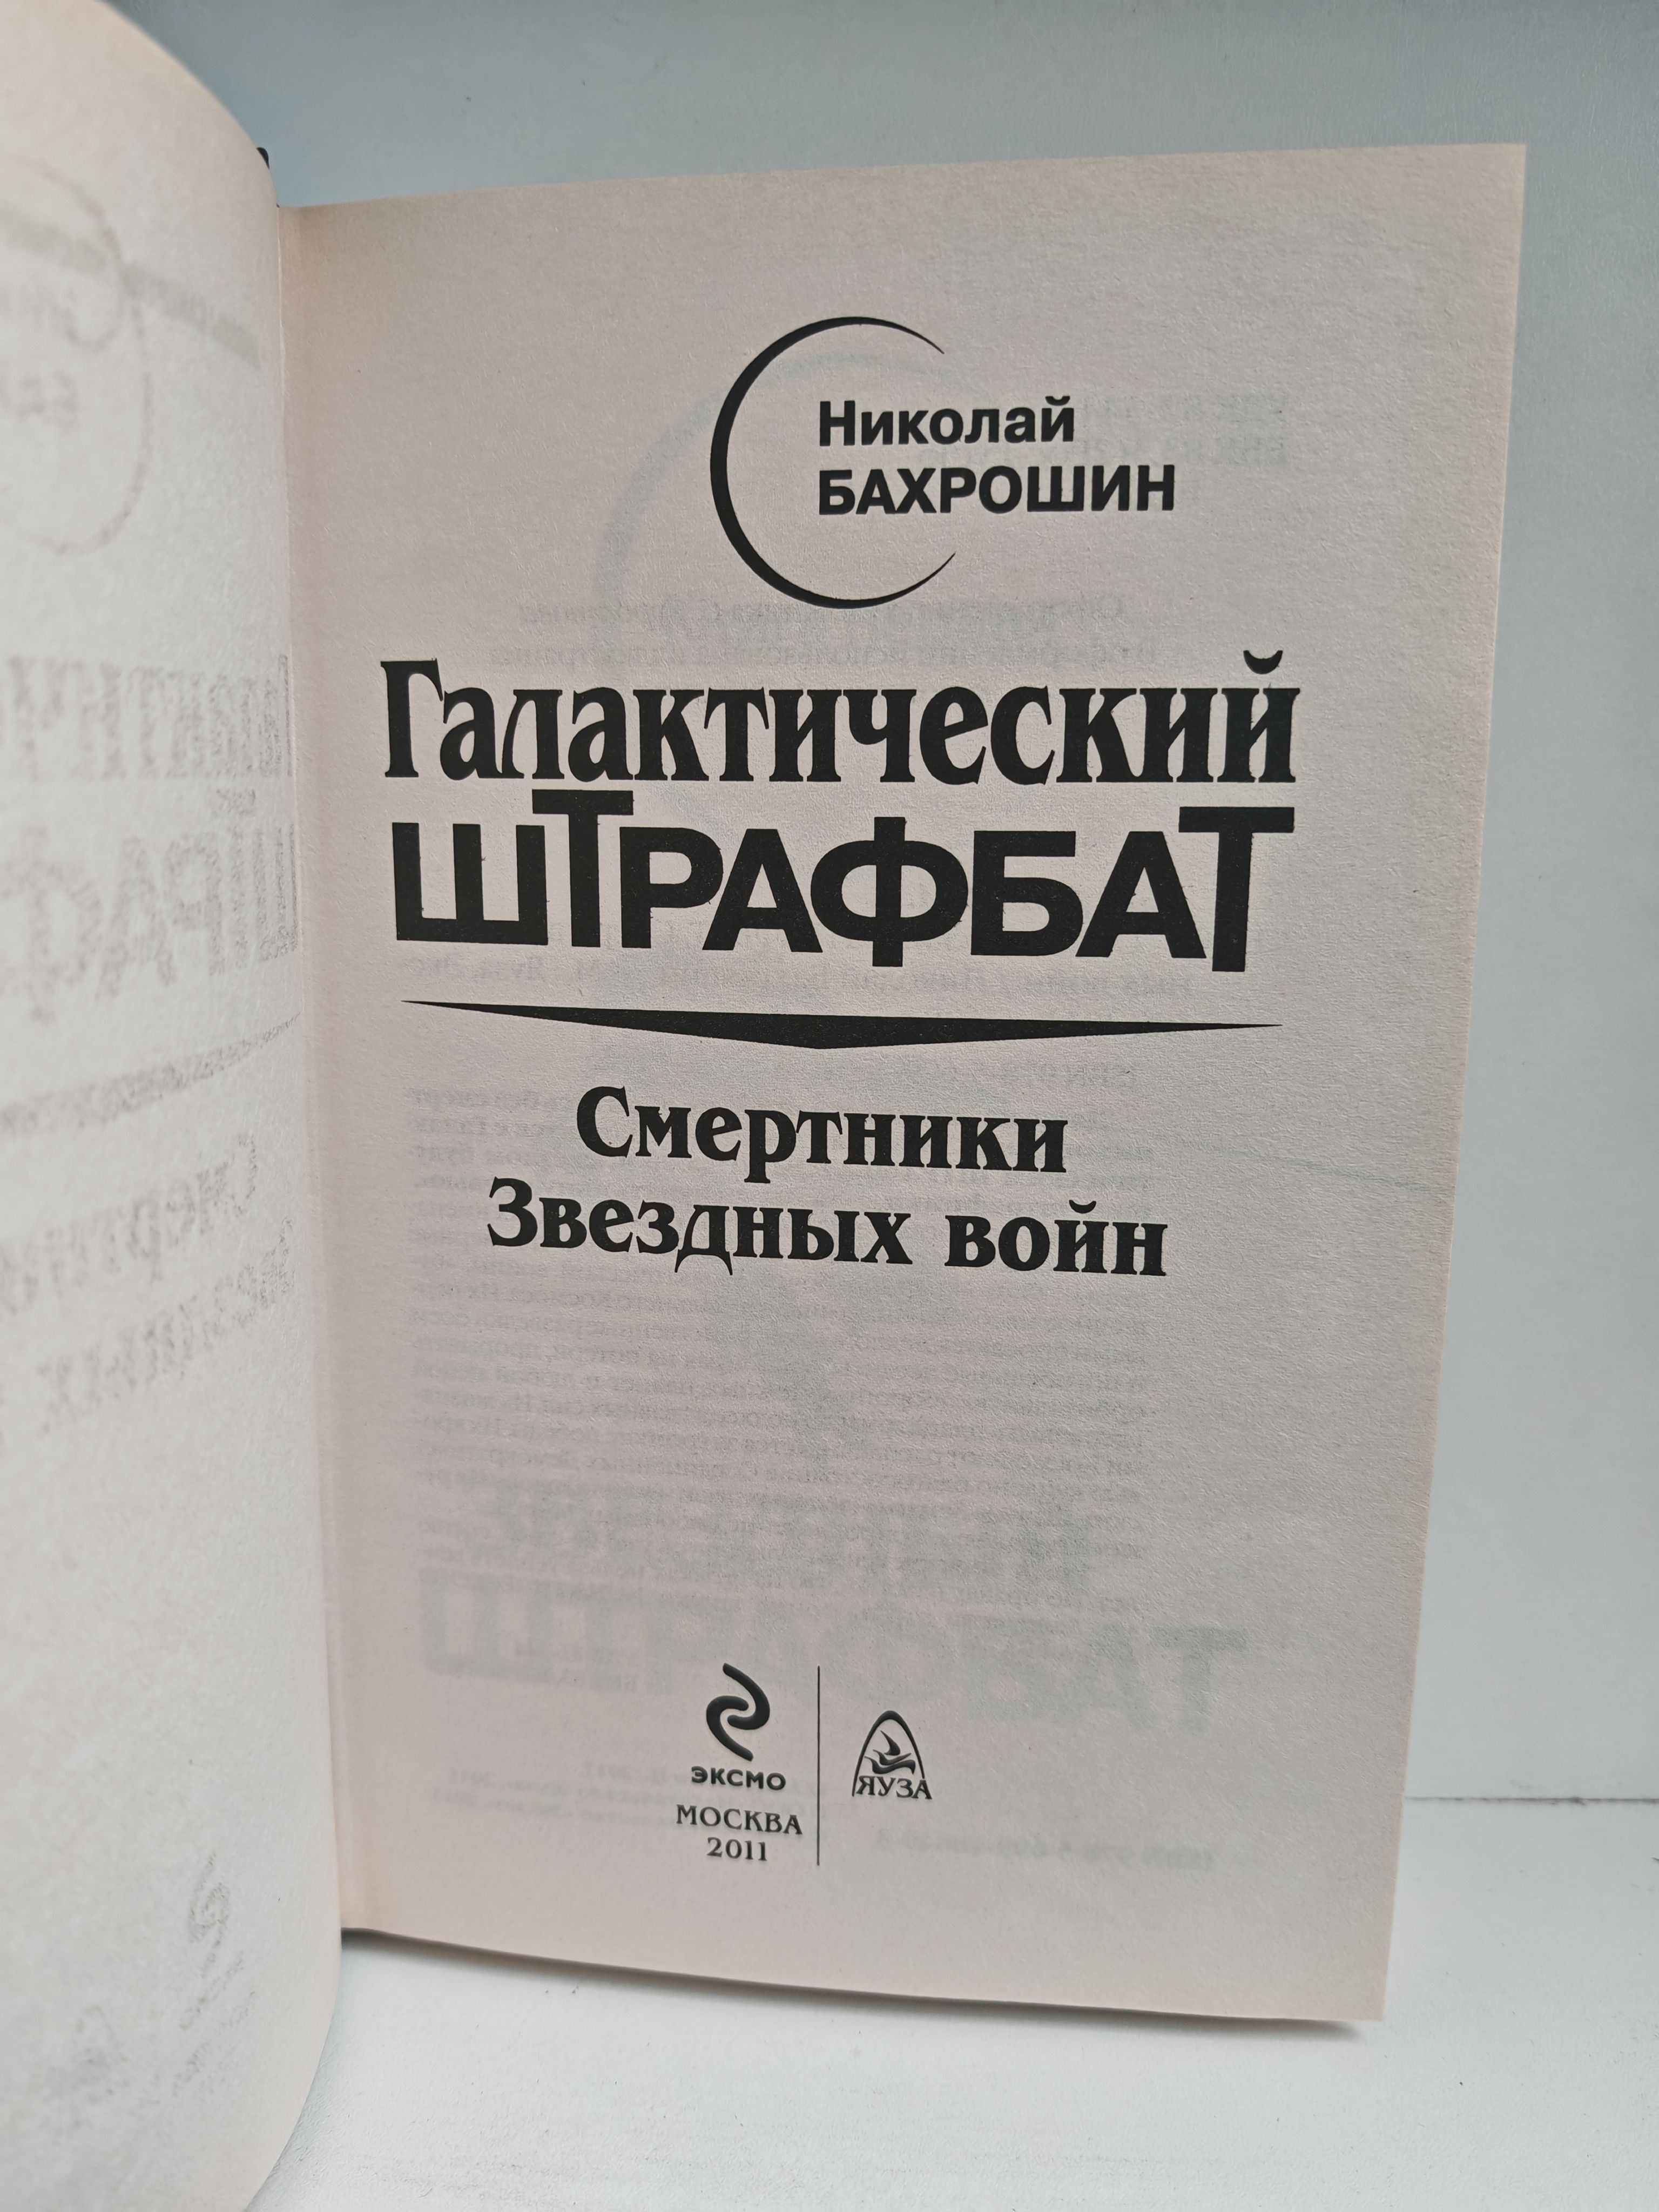 Николай
БАХРОШИН
Галактический
ШТРАФБАТ
Смертники
Звездных войн
ЭКСМО
МОСКВА
2011
ЯУЗА